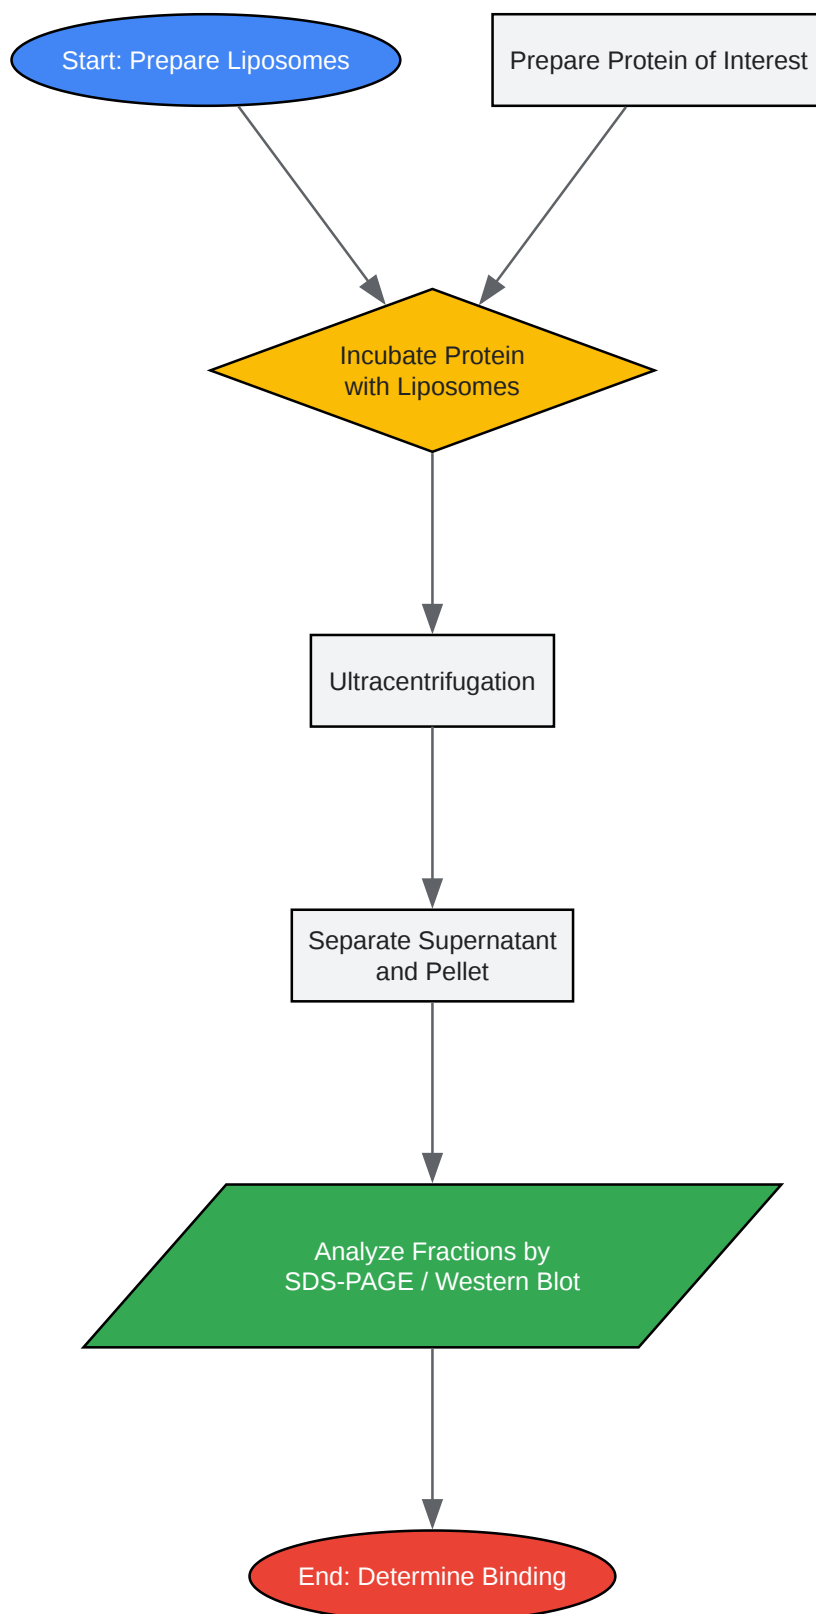 Start: Prepare Liposomes
Prepare Protein of Interest
Incubate Protein
with Liposomes
Ultracentrifugation
Separate Supernatant
and Pellet
Analyze Fractions by
SDS-PAGE / Western Blot
End: Determine Binding